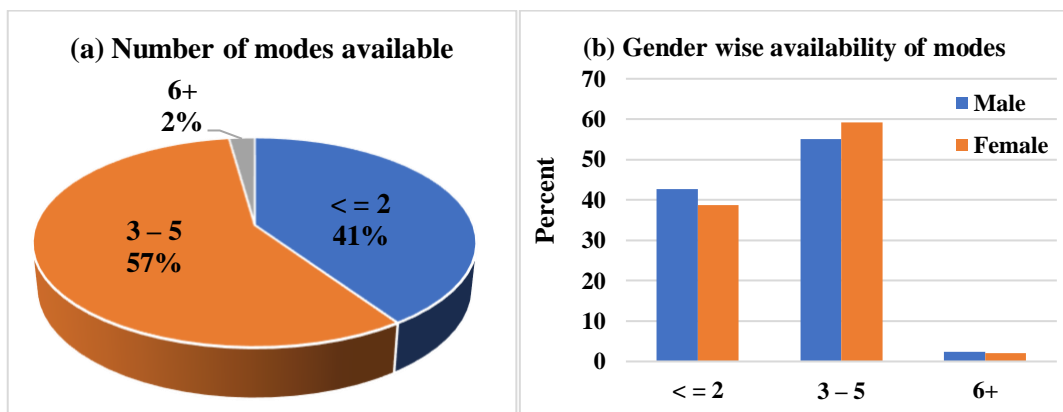 (a) Number of modes available
6+
2%
< = 2
41%
3 – 5
57%
(b) Gender wise availability of modes
70
60
50
40
30
20
10
0
Percent
Male
Female
< = 2
3 – 5
6+